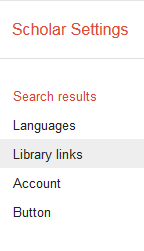 Scholar Settings
Search results
Languages
Library links
Account
Button